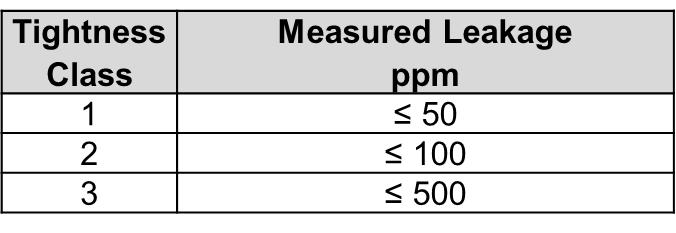 Tightness Class Measured Leakage ppm
1 ≤ 50
2 ≤ 100
3 ≤ 500